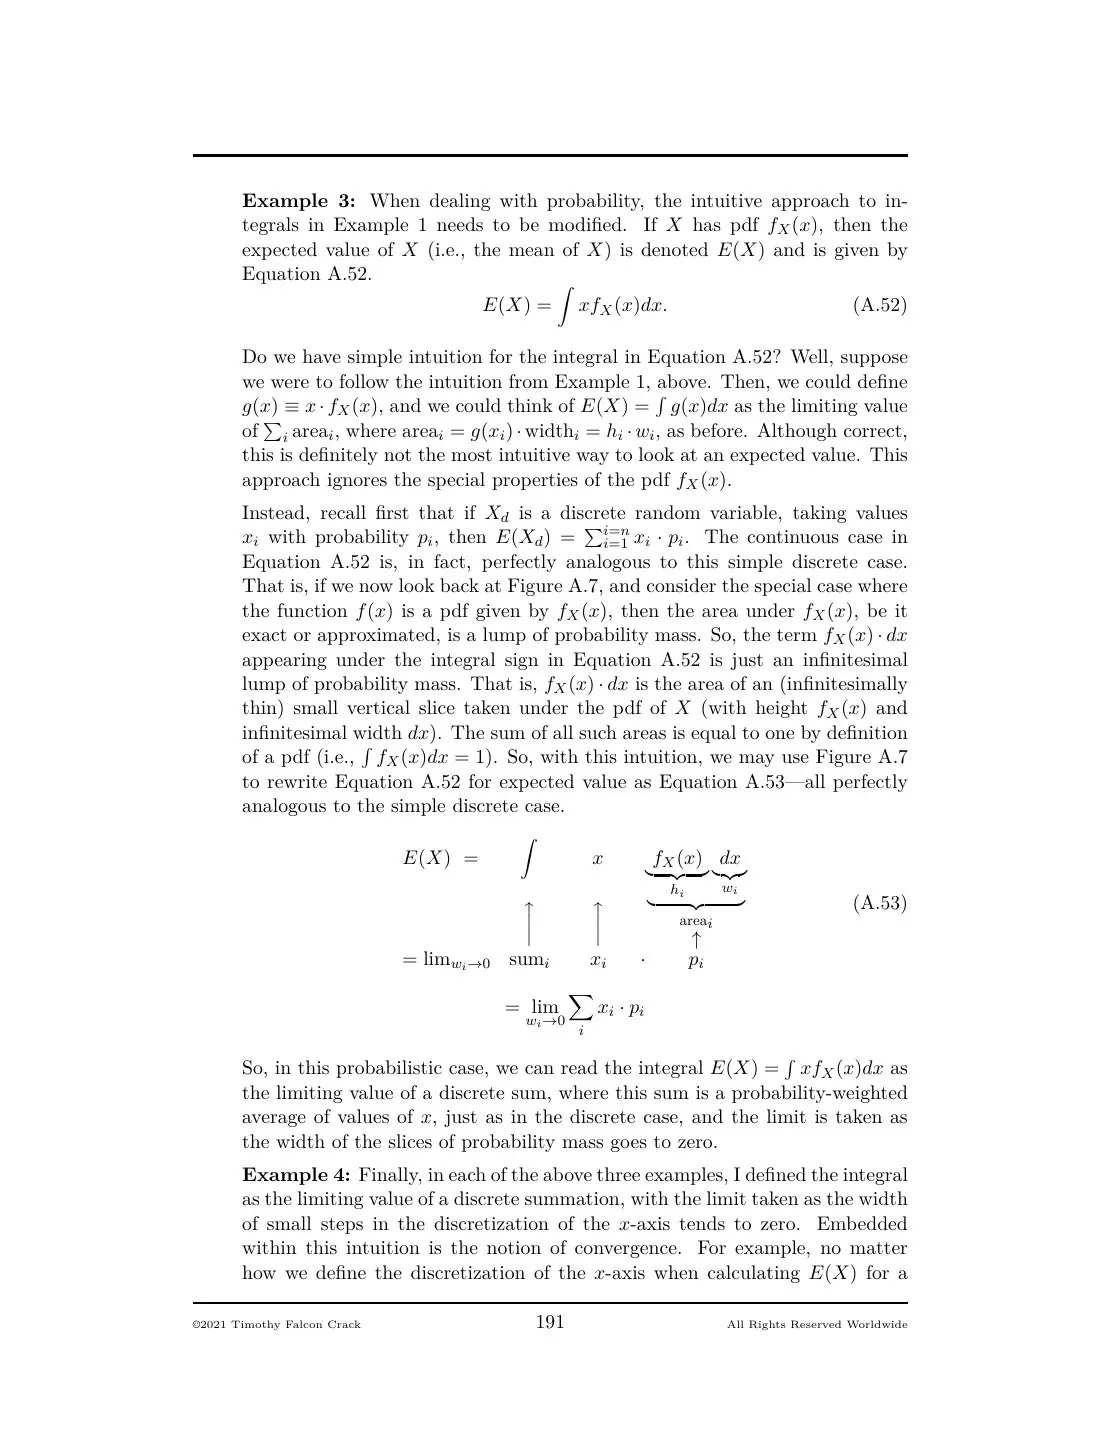 Example 3: When dealing with probability, the intuitive approach to in-
tegrals in Example 1 needs to be modified. If X has pdf f_X(x), then the
expected value of X (i.e., the mean of X) is denoted E(X) and is given by
Equation A.52.
E(X) = ∫ x f_X(x)dx. (A.52)
Do we have simple intuition for the integral in Equation A.52? Well, suppose
we were to follow the intuition from Example 1, above. Then, we could define
g(x) ≡ x · f_X(x), and we could think of E(X) = ∫ g(x)dx as the limiting value
of ∑_i area_i, where area_i = g(x_i) · width_i = h_i · w_i, as before. Although correct,
this is definitely not the most intuitive way to look at an expected value. This
approach ignores the special properties of the pdf f_X(x).
Instead, recall first that if X_d is a discrete random variable, taking values
x_i with probability p_i, then E(X_d) = ∑_{i=1}^{i=n} x_i · p_i. The continuous case in
Equation A.52 is, in fact, perfectly analogous to this simple discrete case.
That is, if we now look back at Figure A.7, and consider the special case where
the function f(x) is a pdf given by f_X(x), then the area under f_X(x), be it
exact or approximated, is a lump of probability mass. So, the term f_X(x) · dx
appearing under the integral sign in Equation A.52 is just an infinitesimal
lump of probability mass. That is, f_X(x) · dx is the area of an (infinitesimally
thin) small vertical slice taken under the pdf of X (with height f_X(x) and
infinitesimal width dx). The sum of all such areas is equal to one by definition
of a pdf (i.e., ∫ f_X(x)dx = 1). So, with this intuition, we may use Figure A.7
to rewrite Equation A.52 for expected value as Equation A.53—all perfectly
analogous to the simple discrete case.
E(X) = ∫ x f_X(x) dx
h_i w_i
(A.53)
area_i
↑ ↑ ↑
= lim_{w_i→0} sum_i x_i · p_i
= lim_{w_i→0} ∑_i x_i · p_i
So, in this probabilistic case, we can read the integral E(X) = ∫ x f_X(x)dx as
the limiting value of a discrete sum, where this sum is a probability-weighted
average of values of x, just as in the discrete case, and the limit is taken as
the width of the slices of probability mass goes to zero.
Example 4: Finally, in each of the above three examples, I defined the integral
as the limiting value of a discrete summation, with the limit taken as the width
of small steps in the discretization of the x-axis tends to zero. Embedded
within this intuition is the notion of convergence. For example, no matter
how we define the discretization of the x-axis when calculating E(X) for a
©2021 Timothy Falcon Crack 191 All Rights Reserved Worldwide